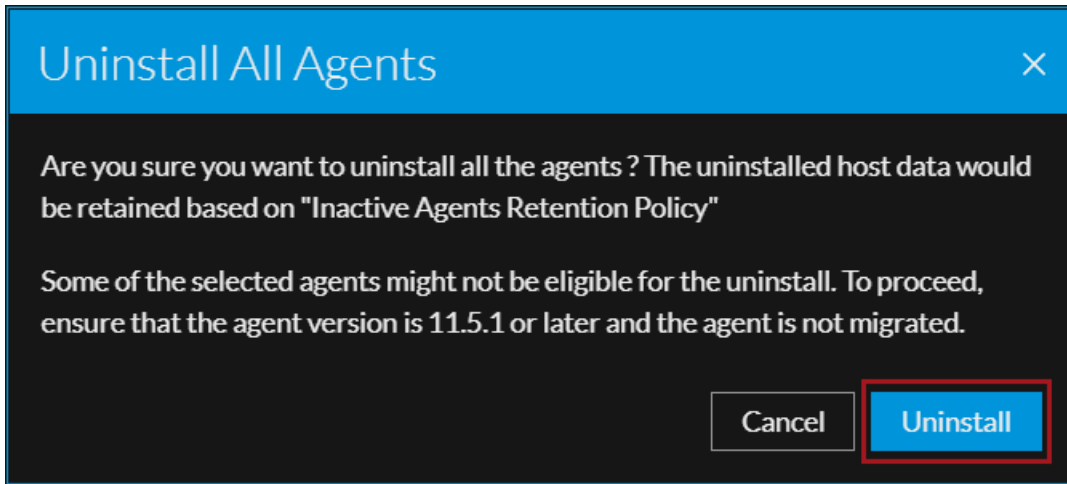 Uninstall All Agents
Are you sure you want to uninstall all the agents ? The uninstalled host data would
be retained based on "Inactive Agents Retention Policy"
Some of the selected agents might not be eligible for the uninstall. To proceed,
ensure that the agent version is 11.5.1 or later and the agent is not migrated.
Cancel
Uninstall